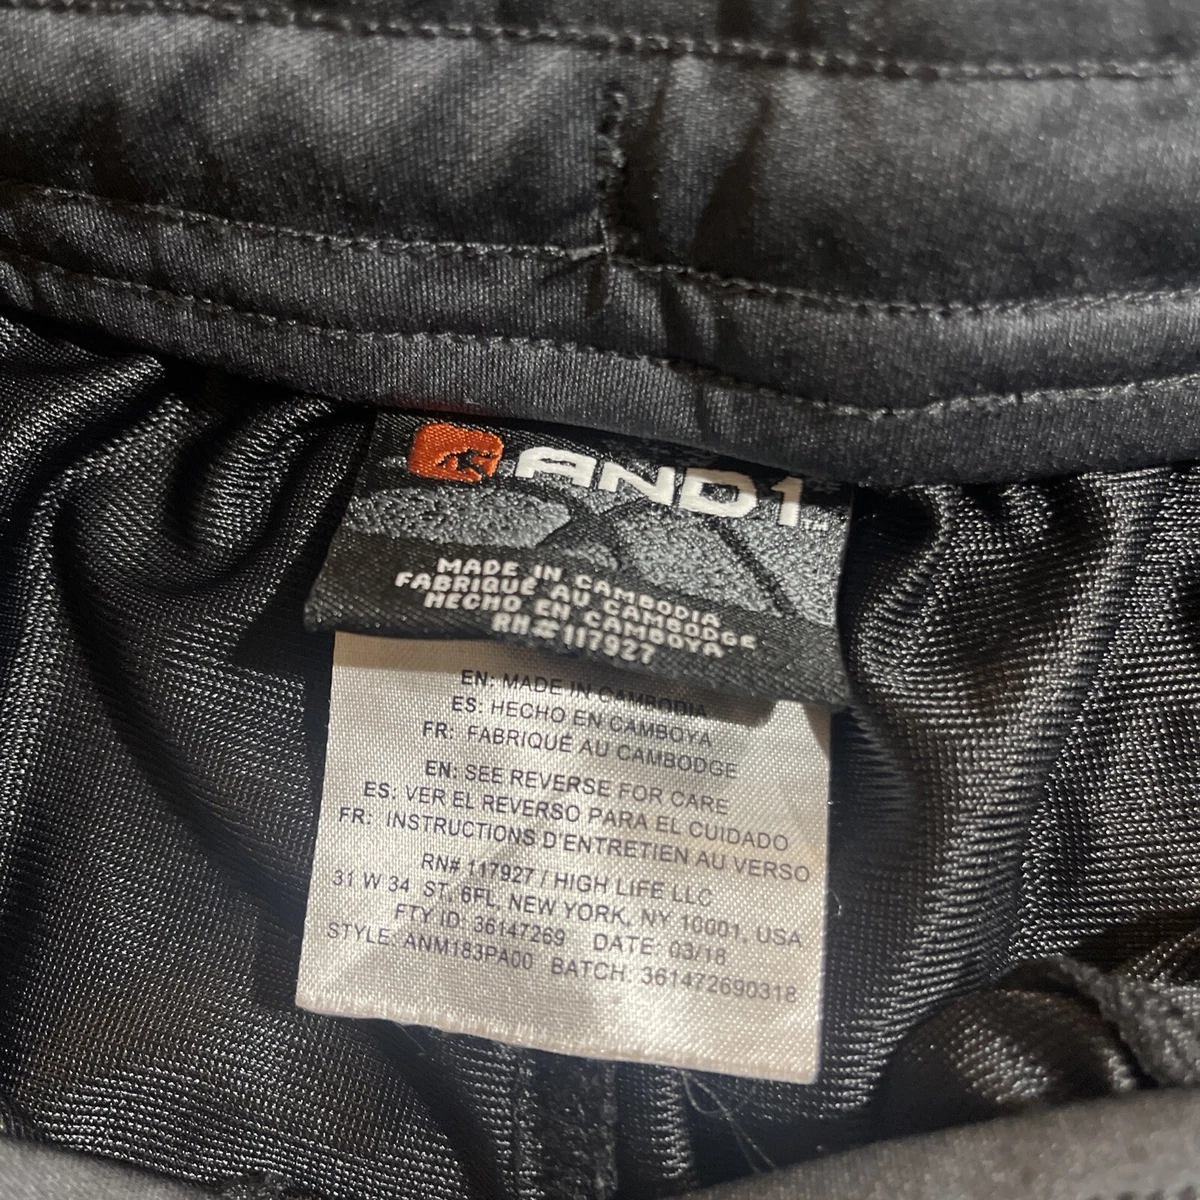 AND1
MADE IN CAMBODIA
FABRIQUÉ AU CAMBODGE
HECHO EN CAMBOYA
RN# 117927
EN: MADE IN CAMBODIA
ES: HECHO EN CAMBOYA
FR: FABRIQUÉ AU CAMBODGE
EN: SEE REVERSE FOR CARE
ES: VER EL REVERSO PARA EL CUIDADO
FR: INSTRUCTIONS D'ENTRETIEN AU VERSO
RN# 117927 / HIGH LIFE LLC
31 W 34 ST, 6FL, NEW YORK, NY 10001, USA
FTY ID: 36147269 DATE: 03/18
STYLE: ANM183PA00 BATCH: 361472690318